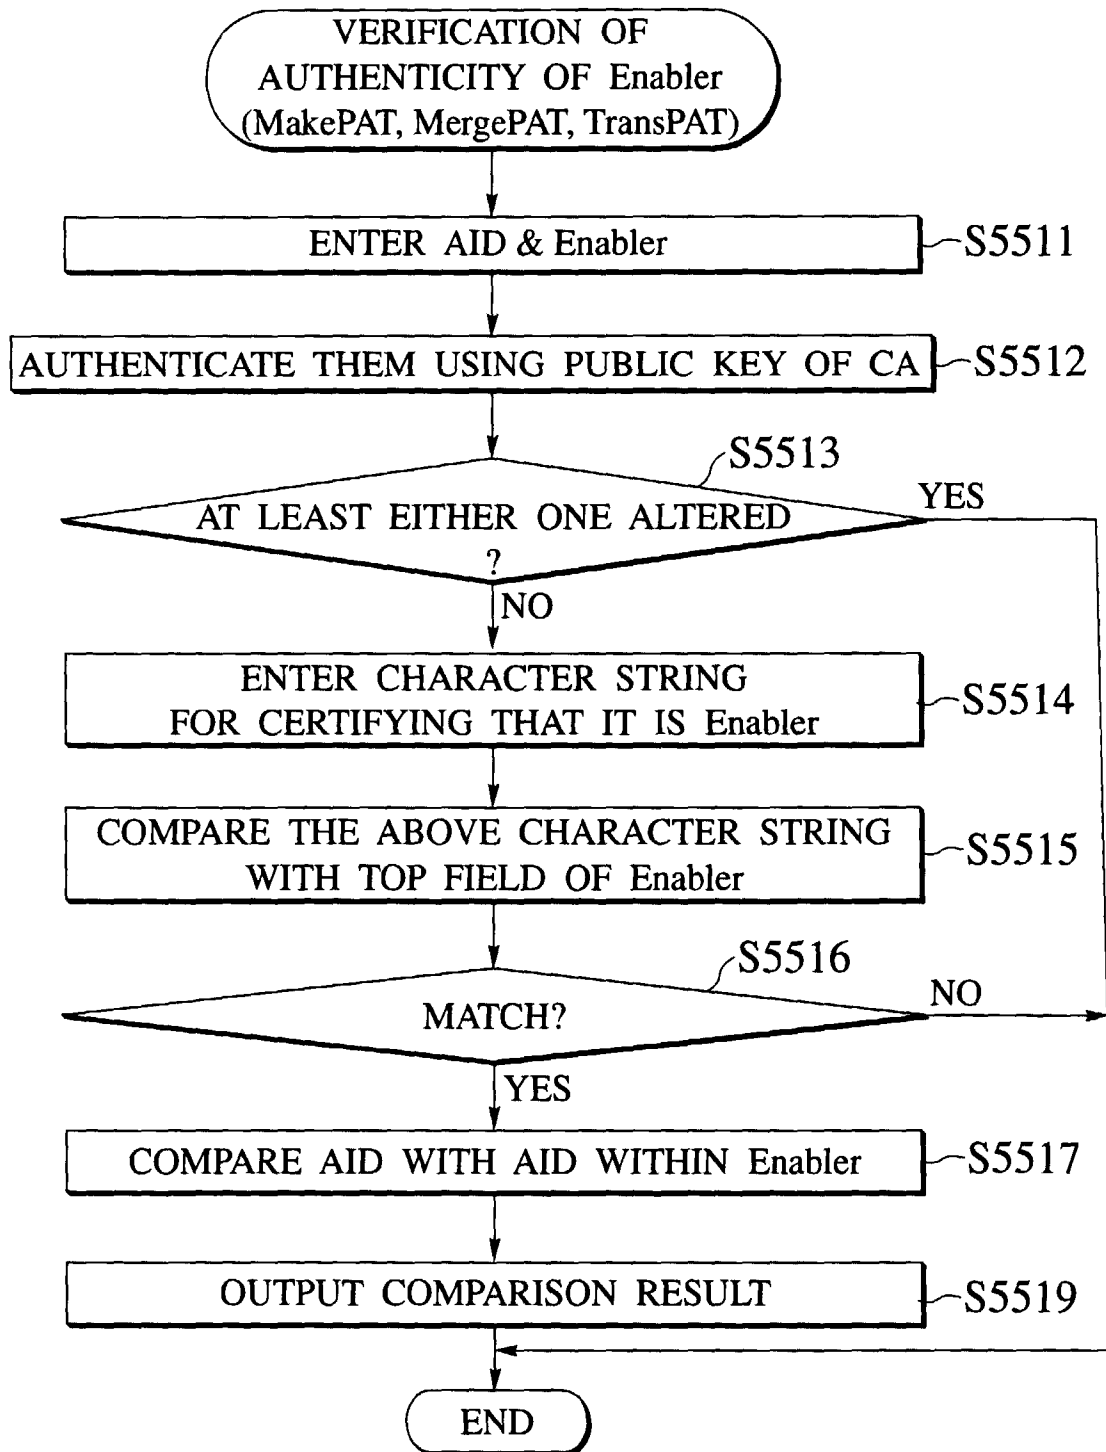 VERIFICATION OF
AUTHENTICITY OF Enabler
(MakePAT, MergePAT, TransPAT)
ENTER AID & Enabler
S5511
AUTHENTICATE THEM USING PUBLIC KEY OF CA
S5512
S5513
AT LEAST EITHER ONE ALTERED
?
YES
NO
ENTER CHARACTER STRING
FOR CERTIFYING THAT IT IS Enabler
S5514
COMPARE THE ABOVE CHARACTER STRING
WITH TOP FIELD OF Enabler
S5515
S5516
MATCH?
NO
YES
COMPARE AID WITH AID WITHIN Enabler
S5517
OUTPUT COMPARISON RESULT
S5519
END